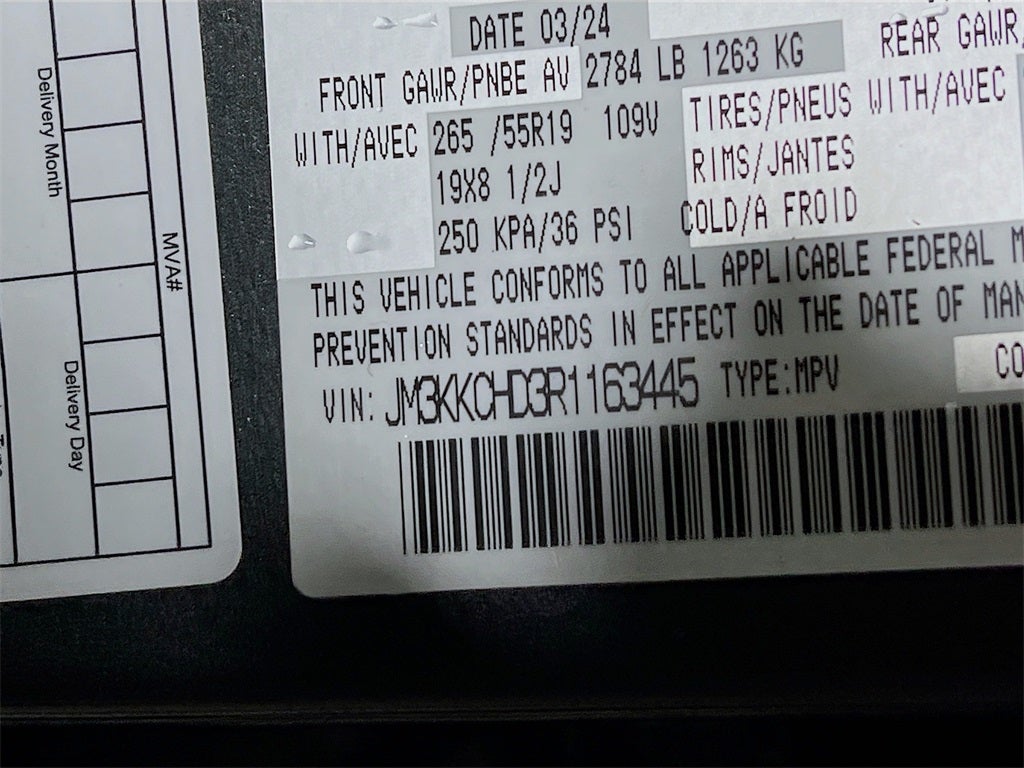 DATE 03/24
FRONT GAWR/PNBE AV 2784 LB 1263 KG
REAR GAWR
WITH/AVEC 265 /55R19 109V
TIRES/PNEUS WITH/AVEC
19X8 1/2J
RIMS/JANTES
250 KPA/36 PSI
COLD/A FROID
THIS VEHICLE CONFORMS TO ALL APPLICABLE FEDERAL M
PREVENTION STANDARDS IN EFFECT ON THE DATE OF MAN
VIN: JM3KKCHD3R1163445 TYPE:MPV
CO
MVA#
Delivery Month
Delivery Day